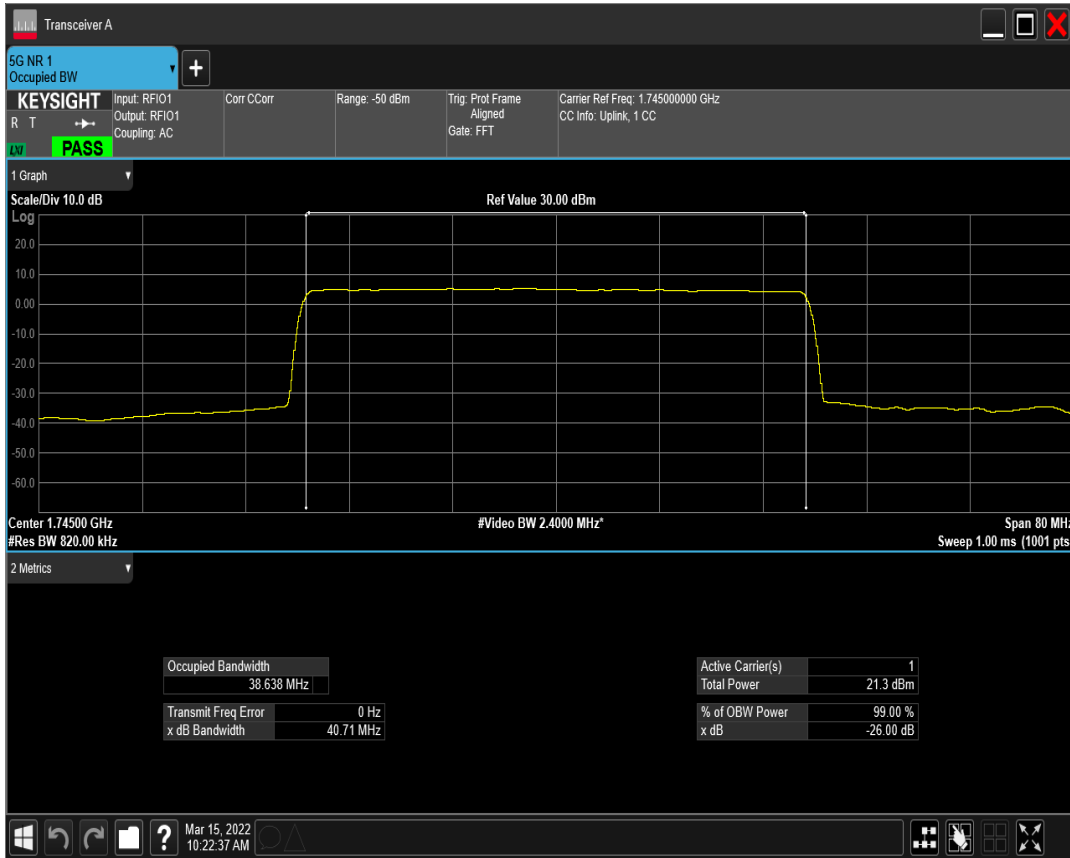 Transceiver A
5G NR 1
Occupied BW
KEYSIGHT
R T
LXI
PASS
Input: RFIO1
Output: RFIO1
Coupling: AC
Corr CCorr
Range: -50 dBm
Trig: Prot Frame
Aligned
Gate: FFT
Carrier Ref Freq: 1.745000000 GHz
CC Info: Uplink, 1 CC
1 Graph
Scale/Div 10.0 dB
Ref Value 30.00 dBm
Log
20.0
10.0
0.00
-10.0
-20.0
-30.0
-40.0
-50.0
-60.0
Center 1.74500 GHz
#Video BW 2.4000 MHz*
Span 80 MHz
#Res BW 820.00 kHz
Sweep 1.00 ms (1001 pts
2 Metrics
Occupied Bandwidth
38.638 MHz
Transmit Freq Error 0 Hz
x dB Bandwidth 40.71 MHz
Active Carrier(s) 1
Total Power 21.3 dBm
% of OBW Power 99.00 %
x dB -26.00 dB
Mar 15, 2022
10:22:37 AM